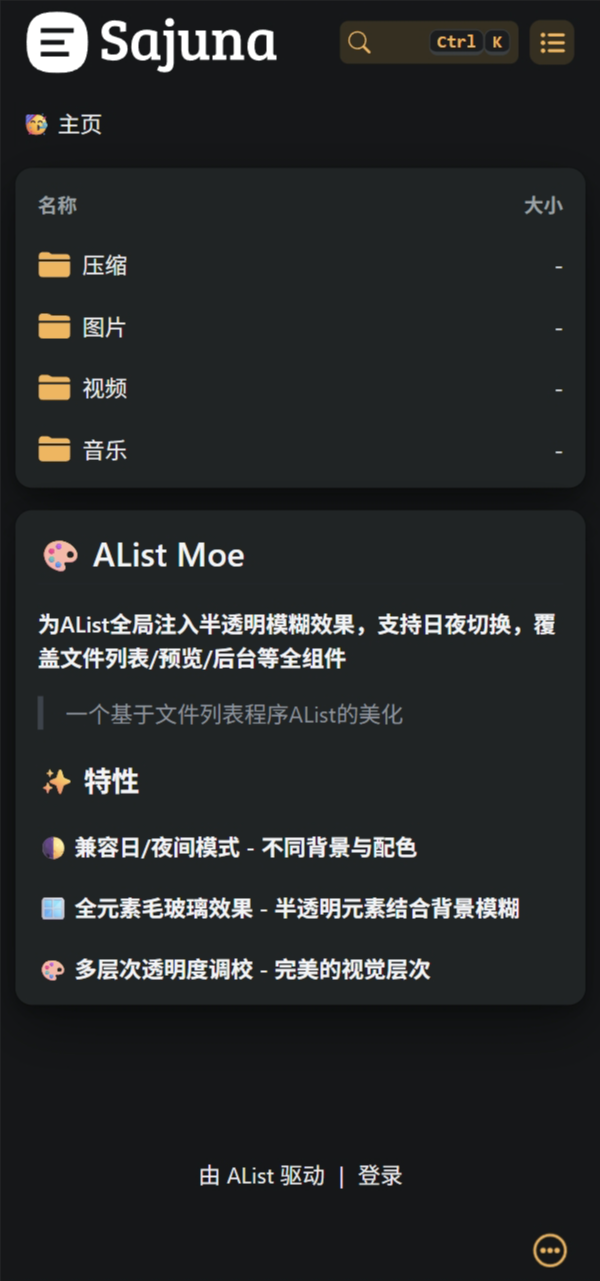 Sajuna
Ctrl K
主页
名称 大小
压缩 -
图片 -
视频 -
音乐 -
AList Moe
为AList全局注入半透明模糊效果，支持日夜切换，覆
盖文件列表/预览/后台等全组件
一个基于文件列表程序AList的美化
特性
兼容日/夜间模式 - 不同背景与配色
全元素毛玻璃效果 - 半透明元素结合背景模糊
多层次透明度调校 - 完美的视觉层次
由 AList 驱动 | 登录